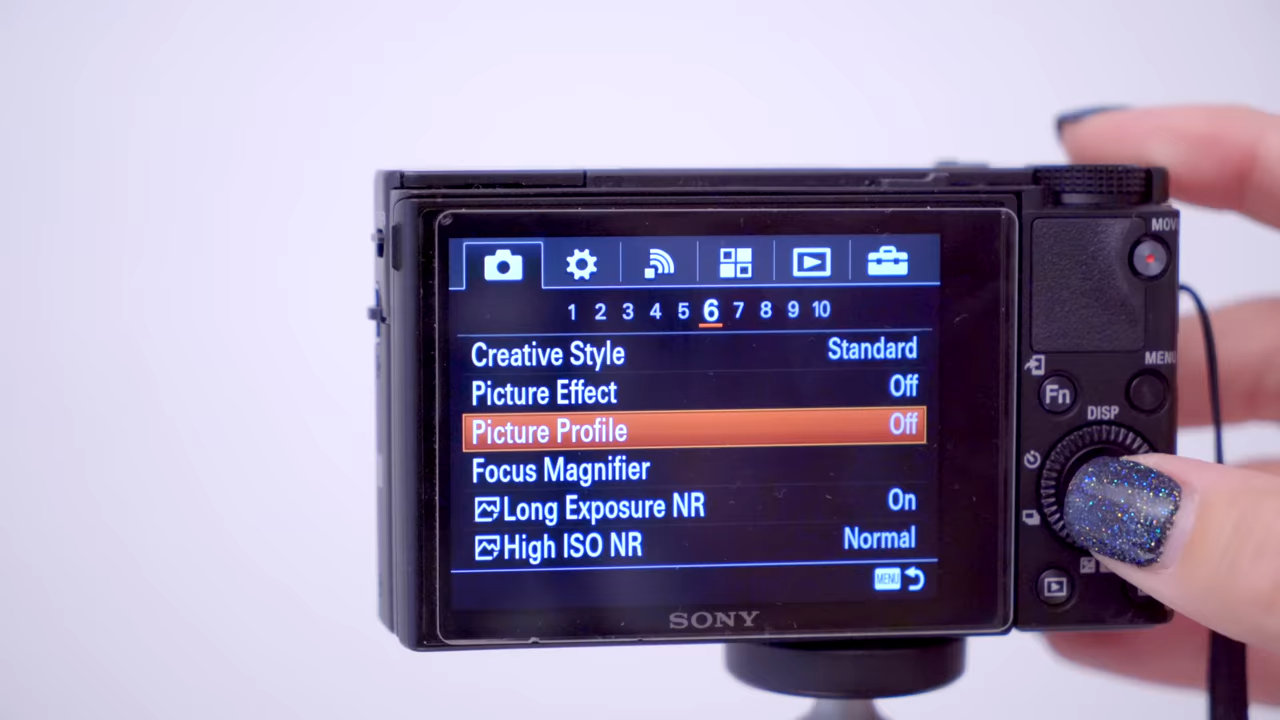 1 2 3 4 5 6 7 8 9 10
Creative Style Standard
Picture Effect Off
Picture Profile Off
Focus Magnifier
Long Exposure NR On
High ISO NR Normal
MENU
SONY
MOV
MENU
Fn
DISP